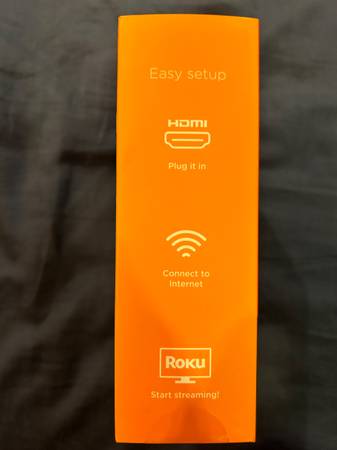 Easy setup
HDMI
Plug it in
Connect to
Internet
ROKU
Start streaming!